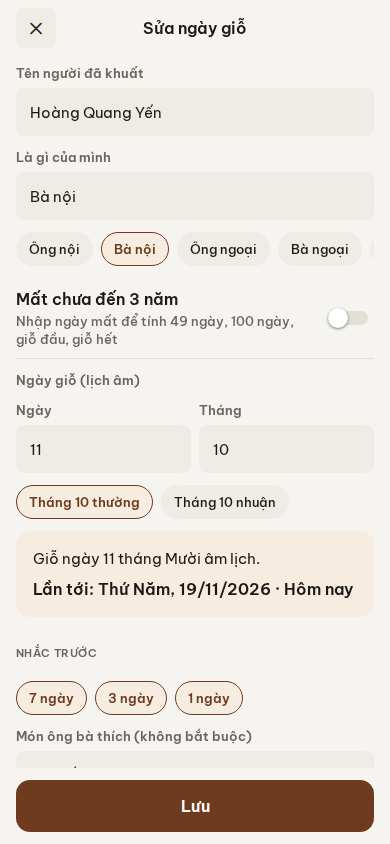 Sửa ngày giỗ
Tên người đã khuất
Hoàng Quang Yến
Là gì của mình
Bà nội
Ông nội
Bà nội
Ông ngoại
Bà ngoại
Mất chưa đến 3 năm
Nhập ngày mất để tính 49 ngày, 100 ngày,
giỗ đầu, giỗ hết
Ngày giỗ (lịch âm)
Ngày
Tháng
11
10
Tháng 10 thường
Tháng 10 nhuận
Giỗ ngày 11 tháng Mười âm lịch.
Lần tới: Thứ Năm, 19/11/2026 · Hôm nay
NHẮC TRƯỚC
7 ngày
3 ngày
1 ngày
Món ông bà thích (không bắt buộc)
Lưu